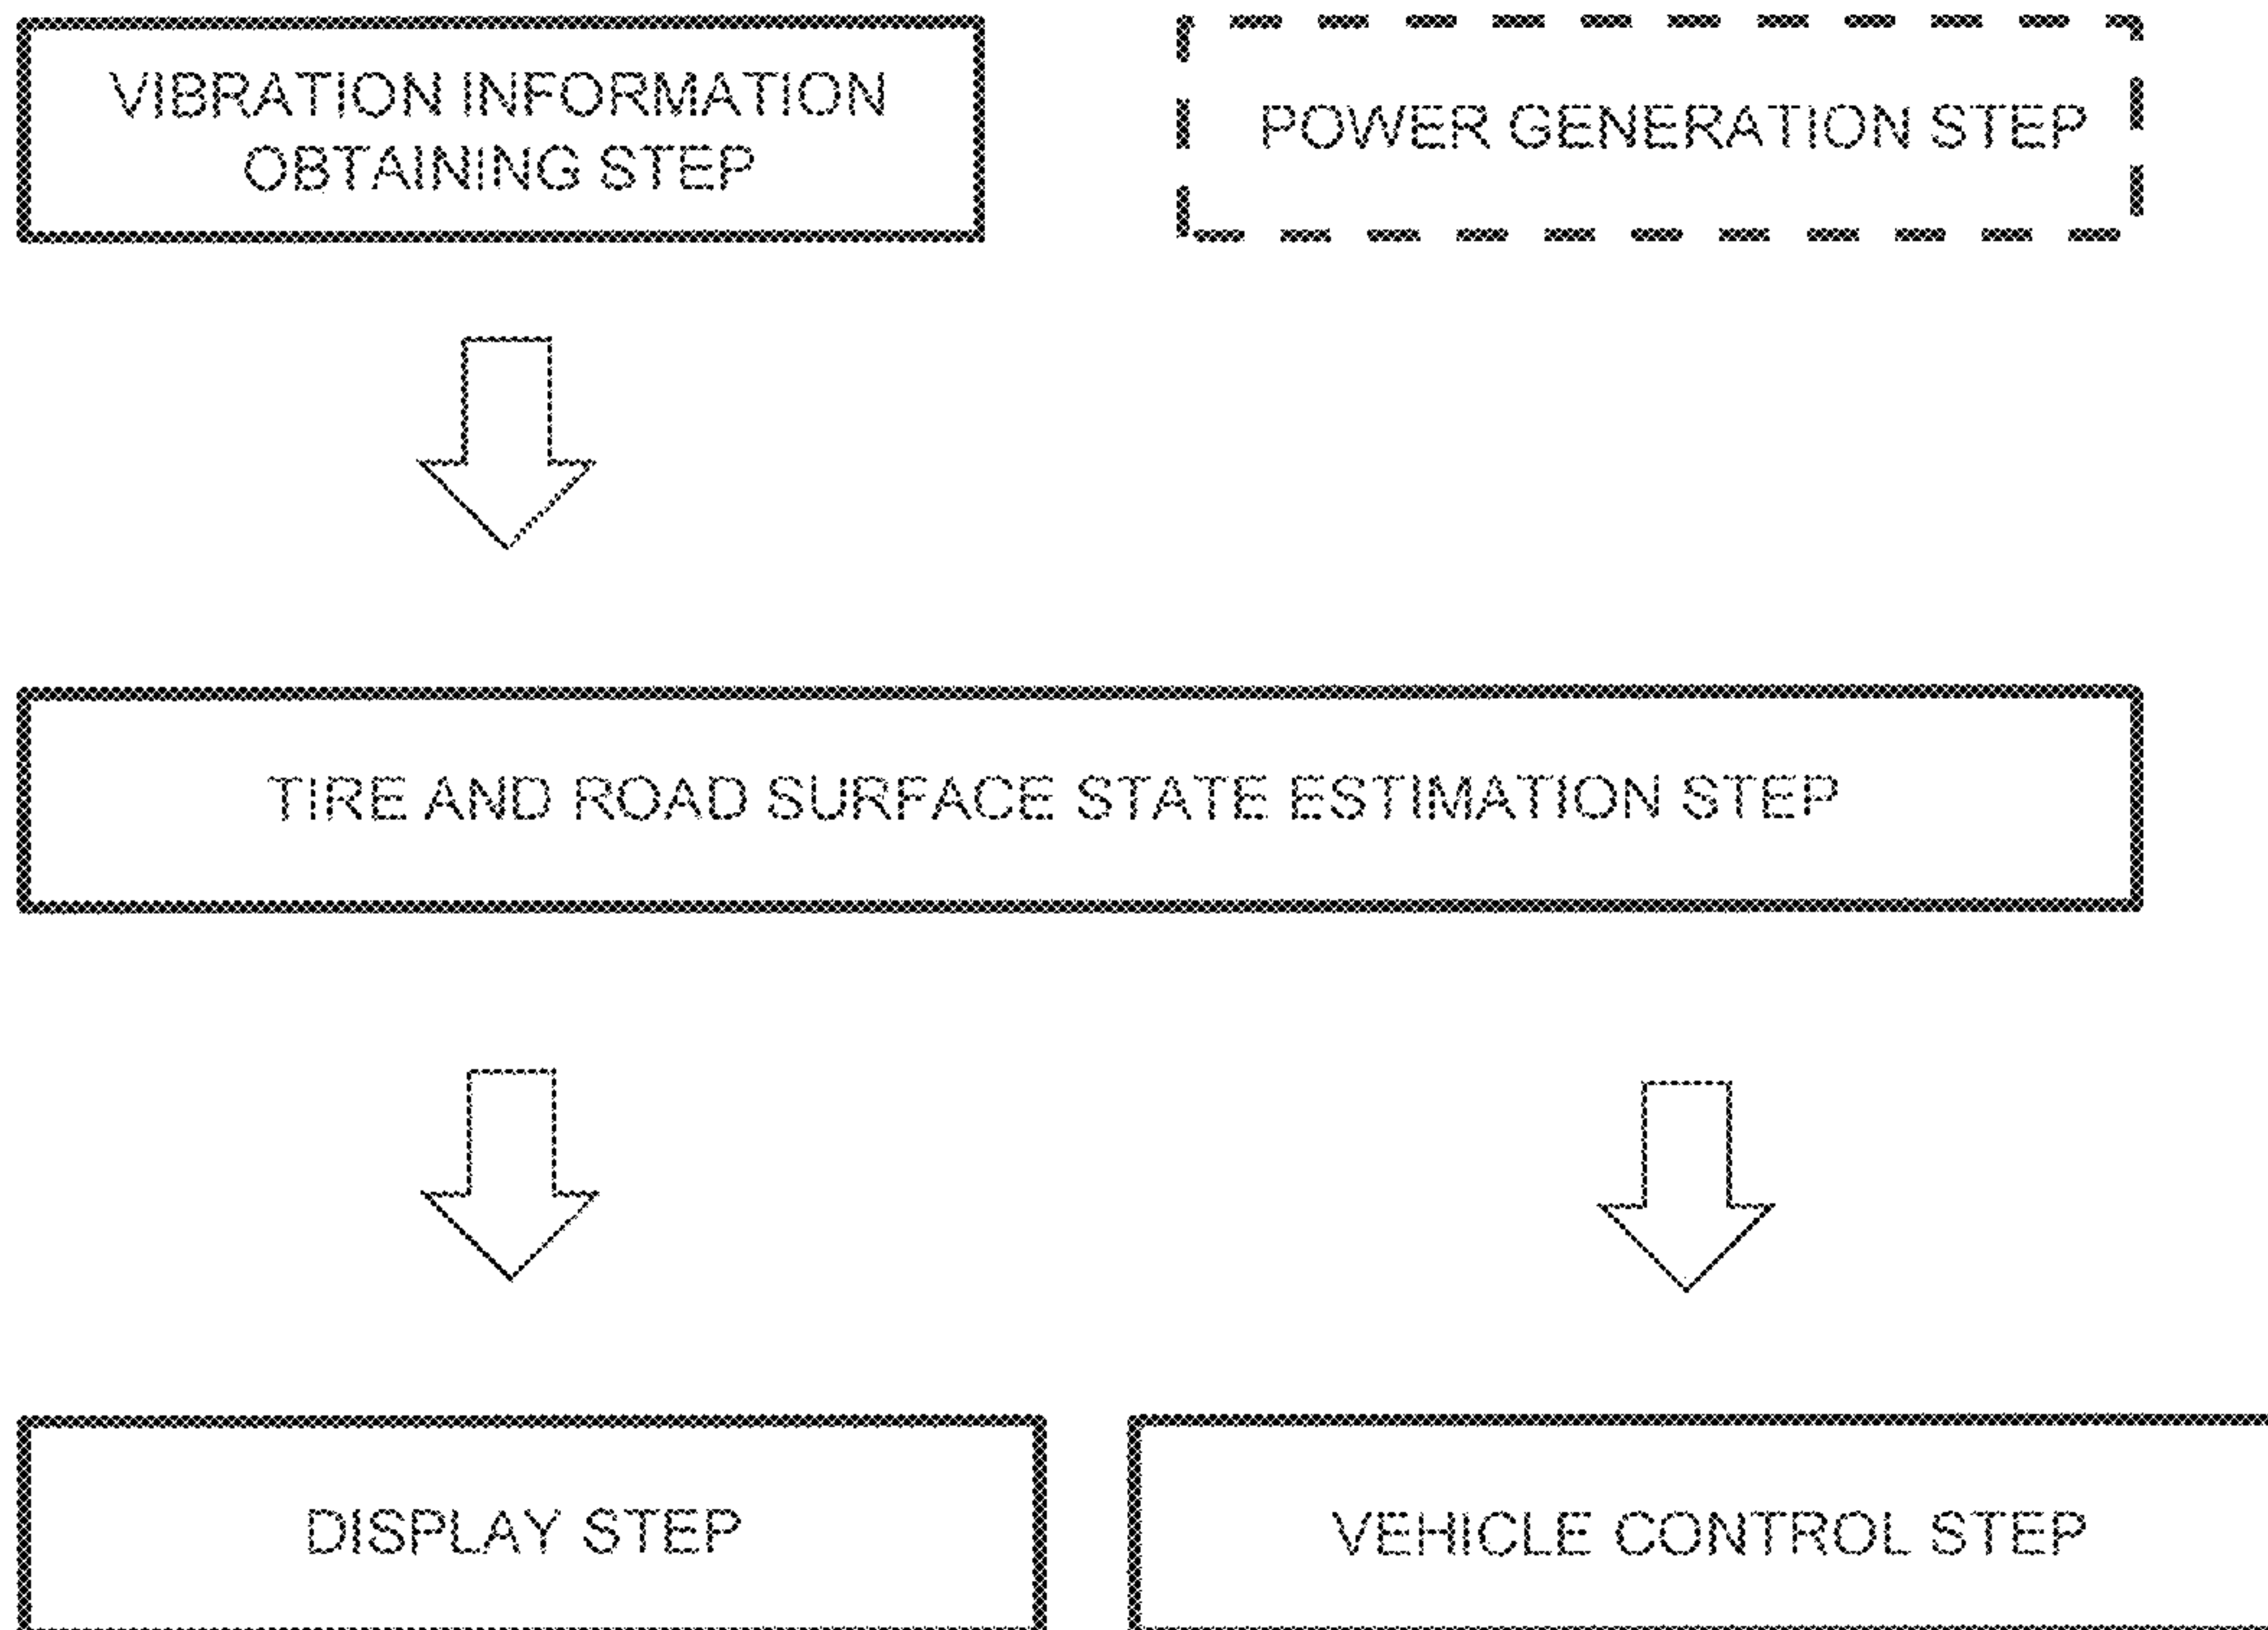 VIBRATION INFORMATION
OBTAINING STEP
POWER GENERATION STEP
TIRE AND ROAD SURFACE STATE ESTIMATION STEP
DISPLAY STEP
VEHICLE CONTROL STEP